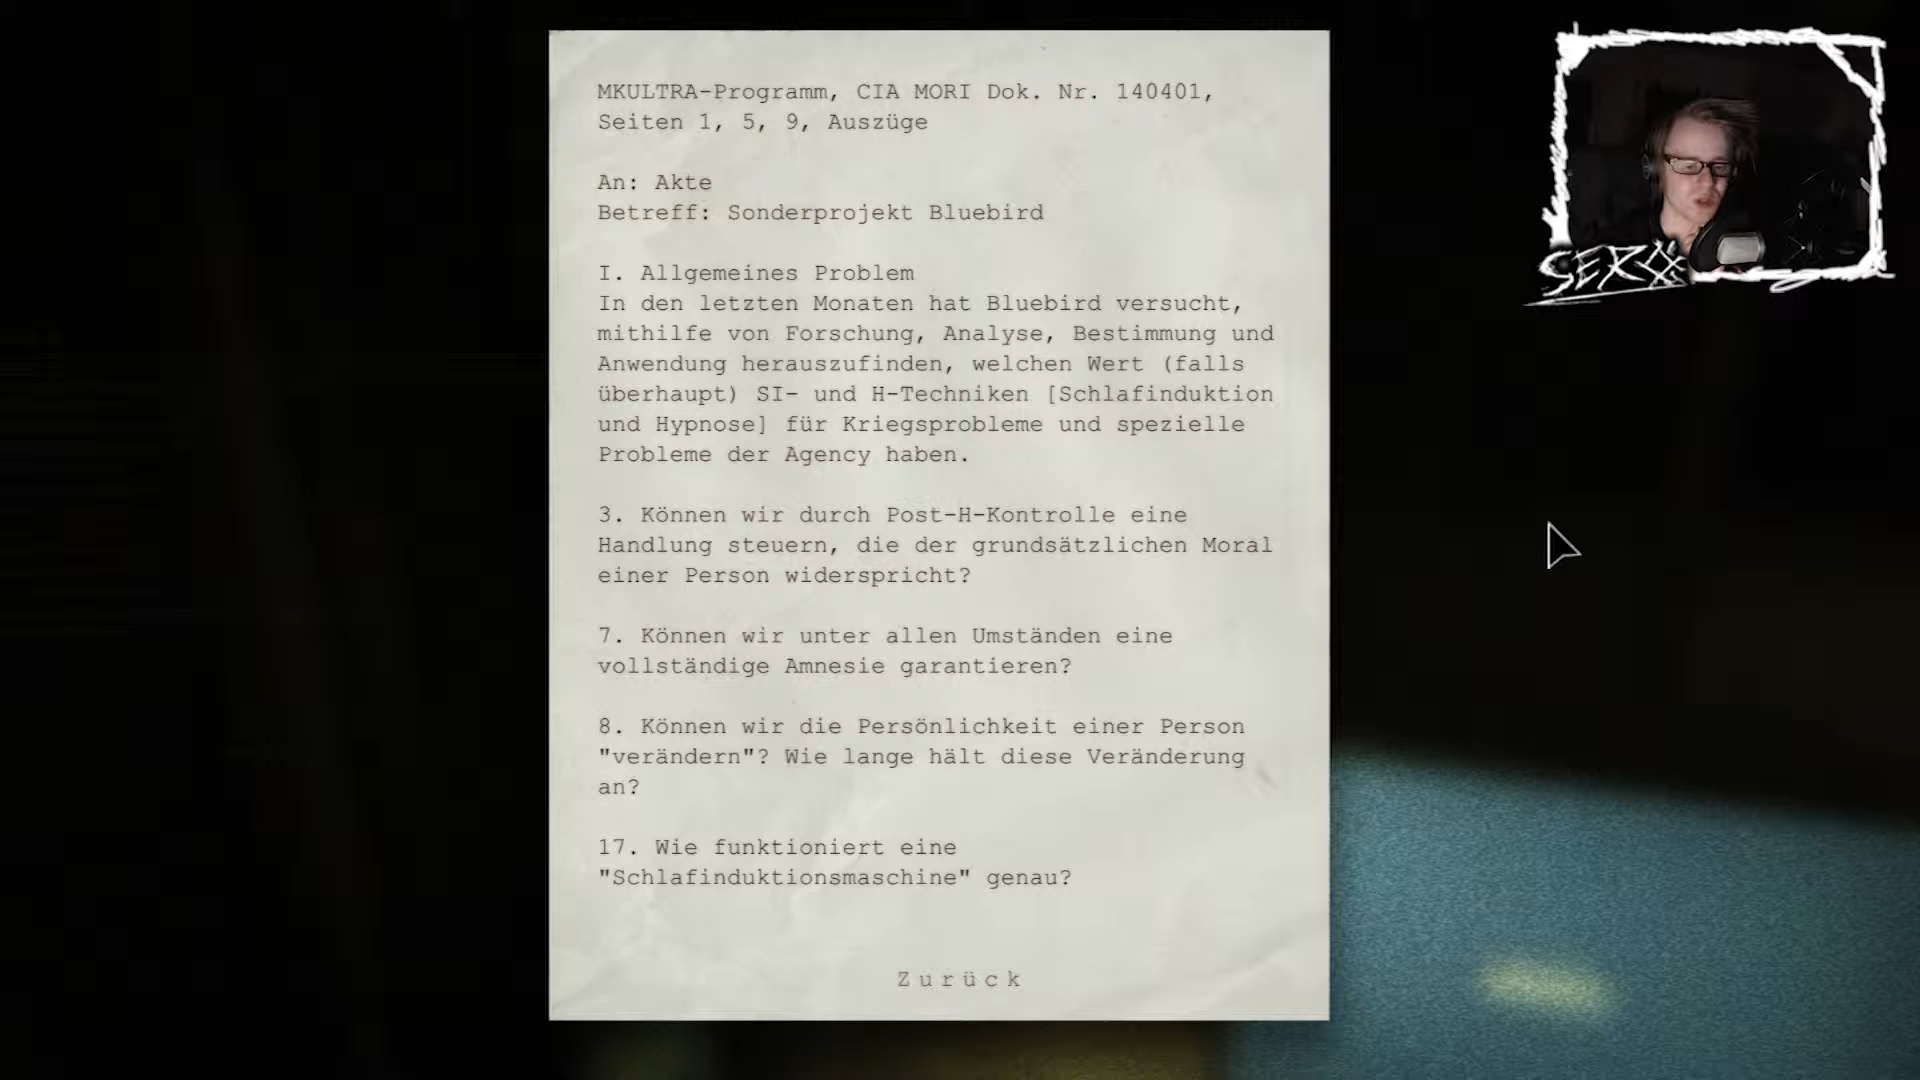 MKULTRA-Programm, CIA MORI Dok. Nr. 140401,
Seiten 1, 5, 9, Auszüge
An: Akte
Betreff: Sonderprojekt Bluebird
I. Allgemeines Problem
In den letzten Monaten hat Bluebird versucht,
mithilfe von Forschung, Analyse, Bestimmung und
Anwendung herauszufinden, welchen Wert (falls
überhaupt) SI- und H-Techniken [Schlafinduktion
und Hypnose] für Kriegsprobleme und spezielle
Probleme der Agency haben.
3. Können wir durch Post-H-Kontrolle eine
Handlung steuern, die der grundsätzlichen Moral
einer Person widerspricht?
7. Können wir unter allen Umständen eine
vollständige Amnesie garantieren?
8. Können wir die Persönlichkeit einer Person
"verändern"? Wie lange hält diese Veränderung
an?
17. Wie funktioniert eine
"Schlafinduktionsmaschine" genau?
Zurück